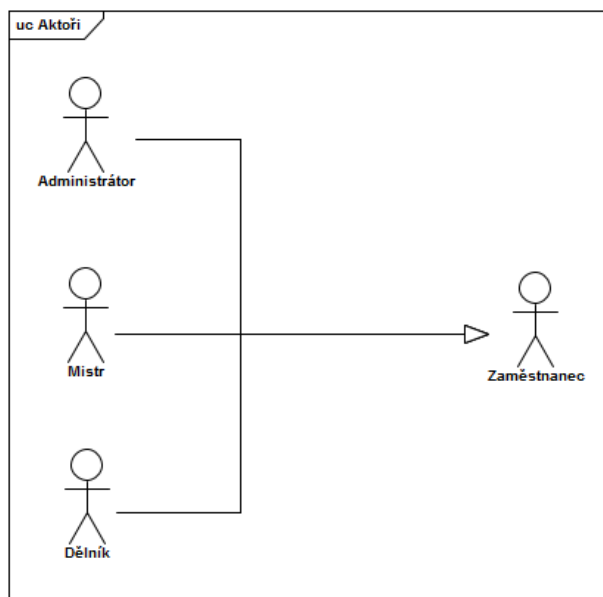 uc Aktoři
Administrátor
Mistr
Zaměstnanec
Dělník